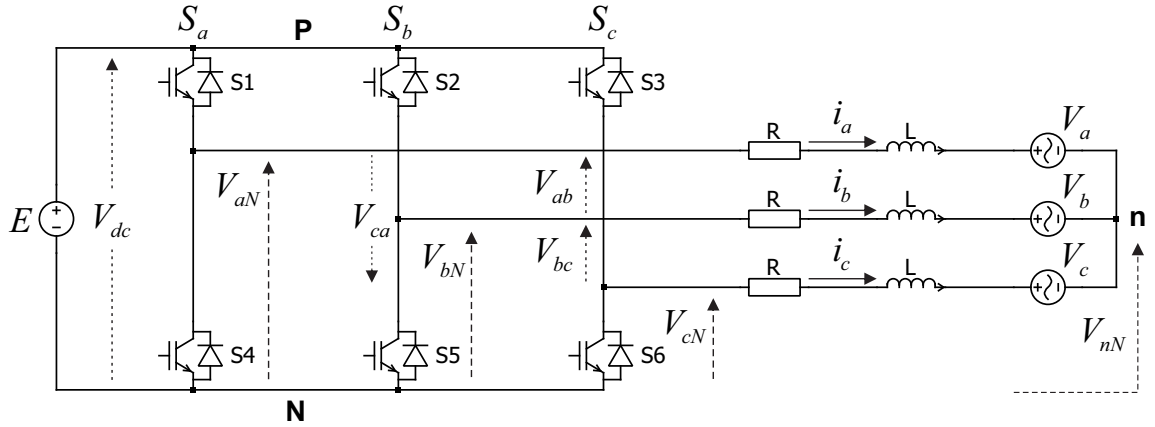 S_a
P
S_b
S_c
S1
S2
S3
R
i_a
L
V_a
+
-
V_aN
V_ab
R
i_b
L
V_b
+
-
n
E
+
−
V_dc
V_ca
V_bN
V_bc
R
i_c
L
V_c
+
-
V_cN
V_nN
S4
S5
S6
N